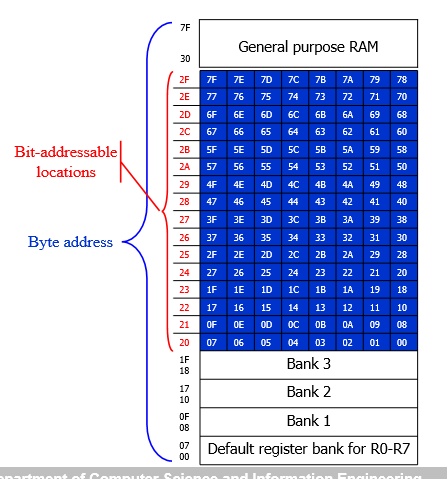 7F
General purpose RAM
30
2F 7F 7E 7D 7C 7B 7A 79 78
2E 77 76 75 74 73 72 71 70
2D 6F 6E 6D 6C 6B 6A 69 68
2C 67 66 65 64 63 62 61 60
Bit-addressable
locations
2B 5F 5E 5D 5C 5B 5A 59 58
2A 57 56 55 54 53 52 51 50
29 4F 4E 4D 4C 4B 4A 49 48
28 47 46 45 44 43 42 41 40
27 3F 3E 3D 3C 3B 3A 39 38
Byte address
26 37 36 35 34 33 32 31 30
25 2F 2E 2D 2C 2B 2A 29 28
24 27 26 25 24 23 22 21 20
23 1F 1E 1D 1C 1B 1A 19 18
22 17 16 15 14 13 12 11 10
21 0F 0E 0D 0C 0B 0A 09 08
20 07 06 05 04 03 02 01 00
1F
Bank 3
18
17
Bank 2
10
0F
Bank 1
08
07
Default register bank for R0-R7
00
epartment of Computer Science and Information Engineering